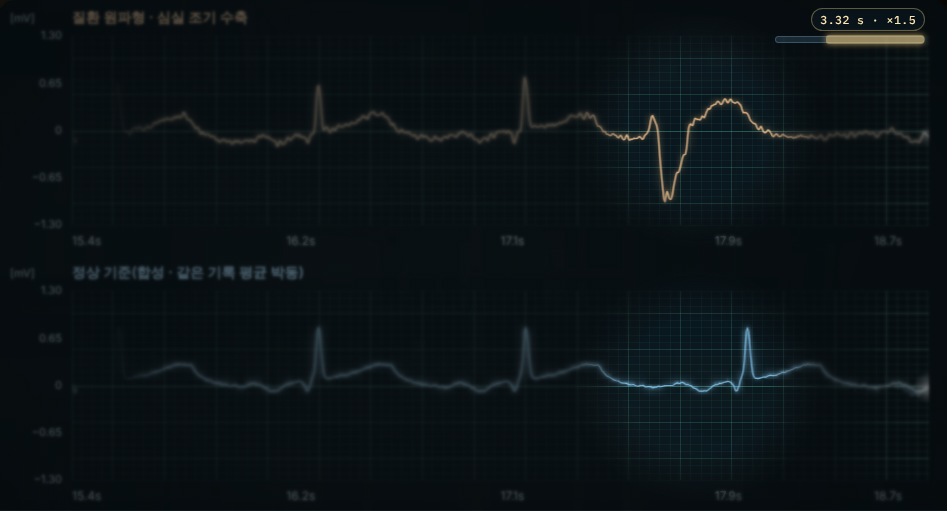 [mV] 질환 원파형 · 심실 조기 수축
3.32 s · ×1.5
1.30
0.65
0
−0.65
−1.30
15.4s 16.2s 17.1s 17.9s 18.7s
[mV] 정상 기준(합성 · 같은 기록 평균 박동)
1.30
0.65
0
−0.65
−1.30
15.4s 16.2s 17.1s 17.9s 18.7s